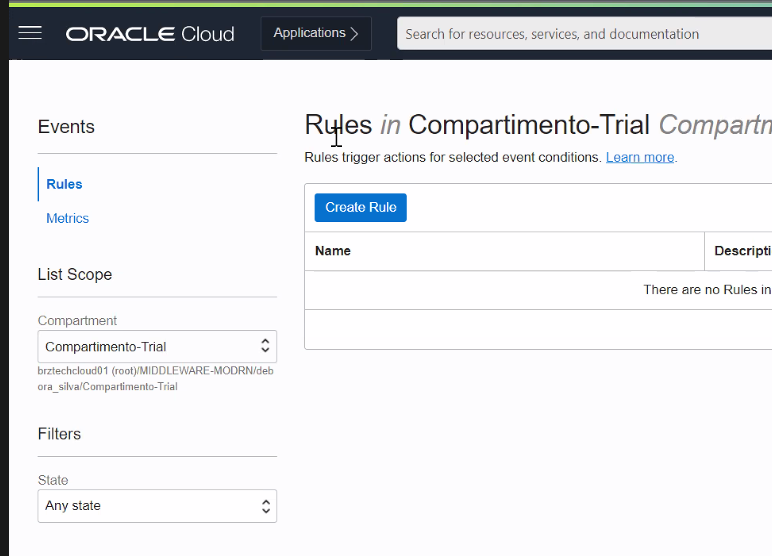 ORACLE Cloud
Applications
Search for resources, services, and documentation
Events
Rules
Metrics
List Scope
Compartment
Compartimento-Trial
brztechcloud01 (root)/MIDDLEWARE-MODRN/deb
ora_silva/Compartimento-Trial
Filters
State
Any state
Rules in Compartimento-Trial Compartm
Rules trigger actions for selected event conditions. Learn more.
Create Rule
Name
Descripti
There are no Rules in